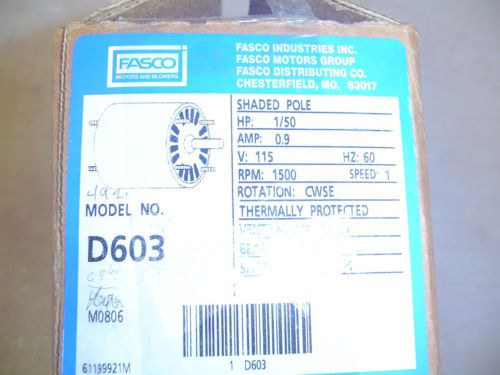 FASCO
MOTORS AND BLOWERS
FASCO INDUSTRIES INC.
FASCO MOTORS GROUP
FASCO DISTRIBUTING CO.
CHESTERFIELD, MO. 63017
SHADED POLE
HP: 1/50
AMP: 0.9
V: 115 HZ: 60
RPM: 1500 SPEED: 1
ROTATION: CWSE
THERMALLY PROTECTED
MODEL NO.
D603
M0806
61199921M
1 D603